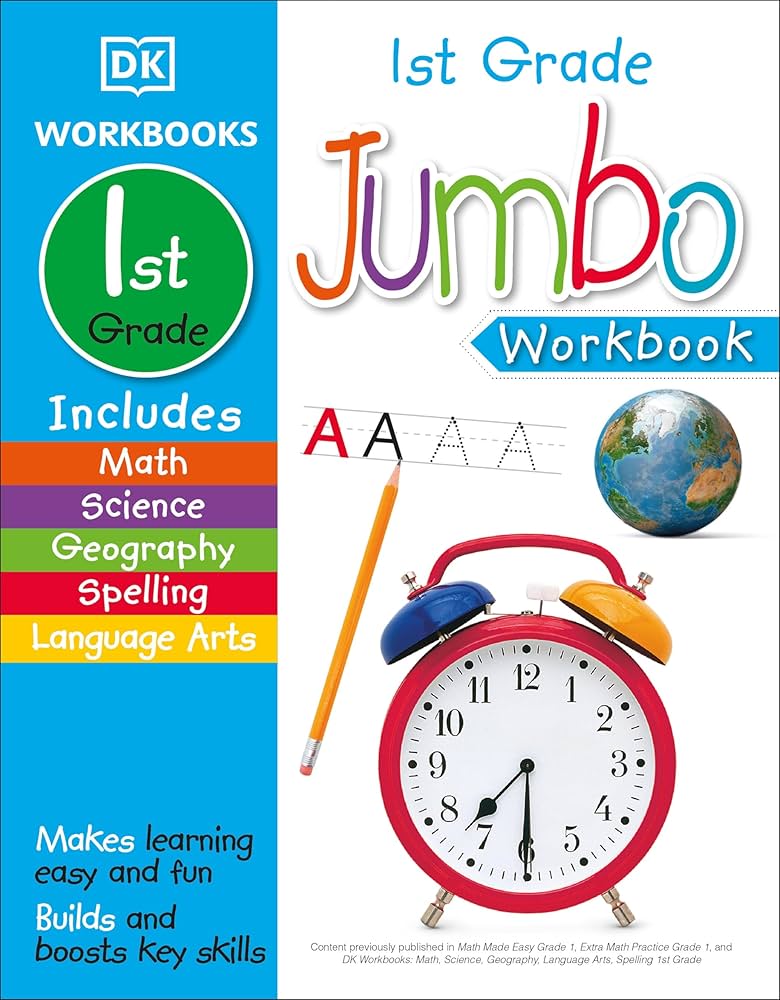 DK
WORKBOOKS
1st
Grade
Includes
Math
Science
Geography
Spelling
Language Arts
Makes learning
easy and fun
Builds and
boosts key skills
1st Grade
Jumbo
Workbook
A A A A
12
1
2
3
4
5
6
7
8
9
10
11
Content previously published in Math Made Easy Grade 1, Extra Math Practice Grade 1, and
DK Workbooks: Math, Science, Geography, Language Arts, Spelling 1st Grade